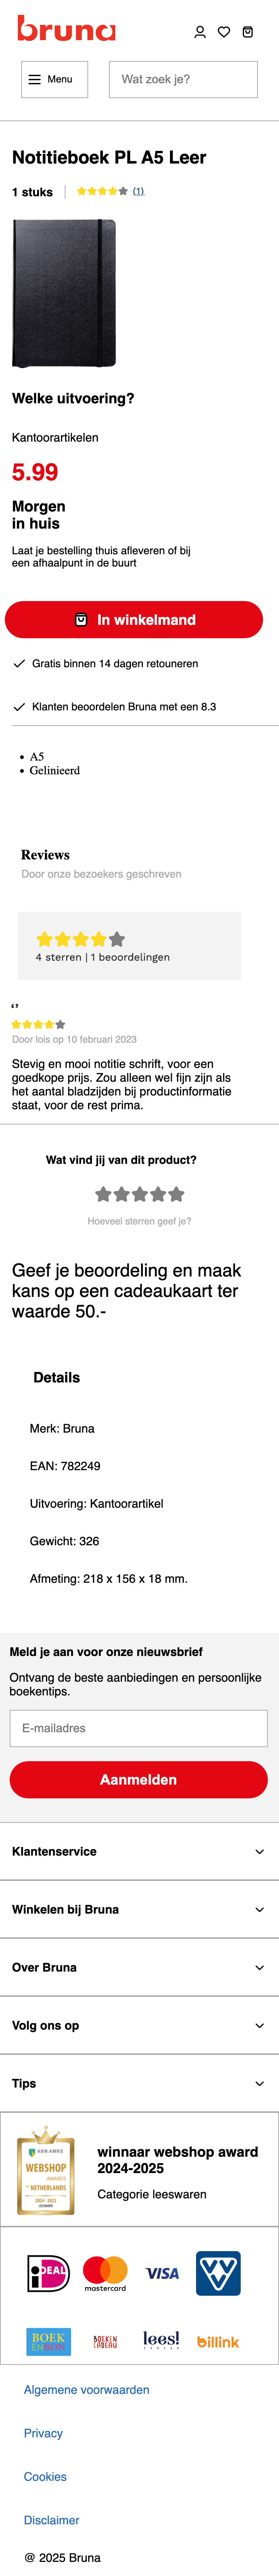 bruna
Menu
Wat zoek je?
Notitieboek PL A5 Leer
1 stuks
(1)
Welke uitvoering?
Kantoorartikelen
5.99
Morgen
in huis
Laat je bestelling thuis afleveren of bij
een afhaalpunt in de buurt
In winkelmand
Gratis binnen 14 dagen retouneren
Klanten beoordelen Bruna met een 8.3
A5
Gelinieerd
Reviews
Door onze bezoekers geschreven
4 sterren | 1 beoordelingen
‘’
Door lois op 10 februari 2023
Stevig en mooi notitie schrift, voor een
goedkope prijs. Zou alleen wel fijn zijn als
het aantal bladzijden bij productinformatie
staat, voor de rest prima.
Wat vind jij van dit product?
Hoeveel sterren geef je?
Geef je beoordeling en maak
kans op een cadeaukaart ter
waarde 50.-
Details
Merk: Bruna
EAN: 782249
Uitvoering: Kantoorartikel
Gewicht: 326
Afmeting: 218 x 156 x 18 mm.
Meld je aan voor onze nieuwsbrief
Ontvang de beste aanbiedingen en persoonlijke
boekentips.
E-mailadres
Aanmelden
Klantenservice
Winkelen bij Bruna
Over Bruna
Volg ons op
Tips
ABN·AMRO
WEBSHOP
AWARDS
NETHERLANDS
2024 - 2025
winnaar webshop award
2024-2025
Categorie leeswaren
iDEAL
mastercard
VISA
VVV
BOEK
ENBON
BOEKEN
CADEAU
lees!
billink
Algemene voorwaarden
Privacy
Cookies
Disclaimer
@ 2025 Bruna